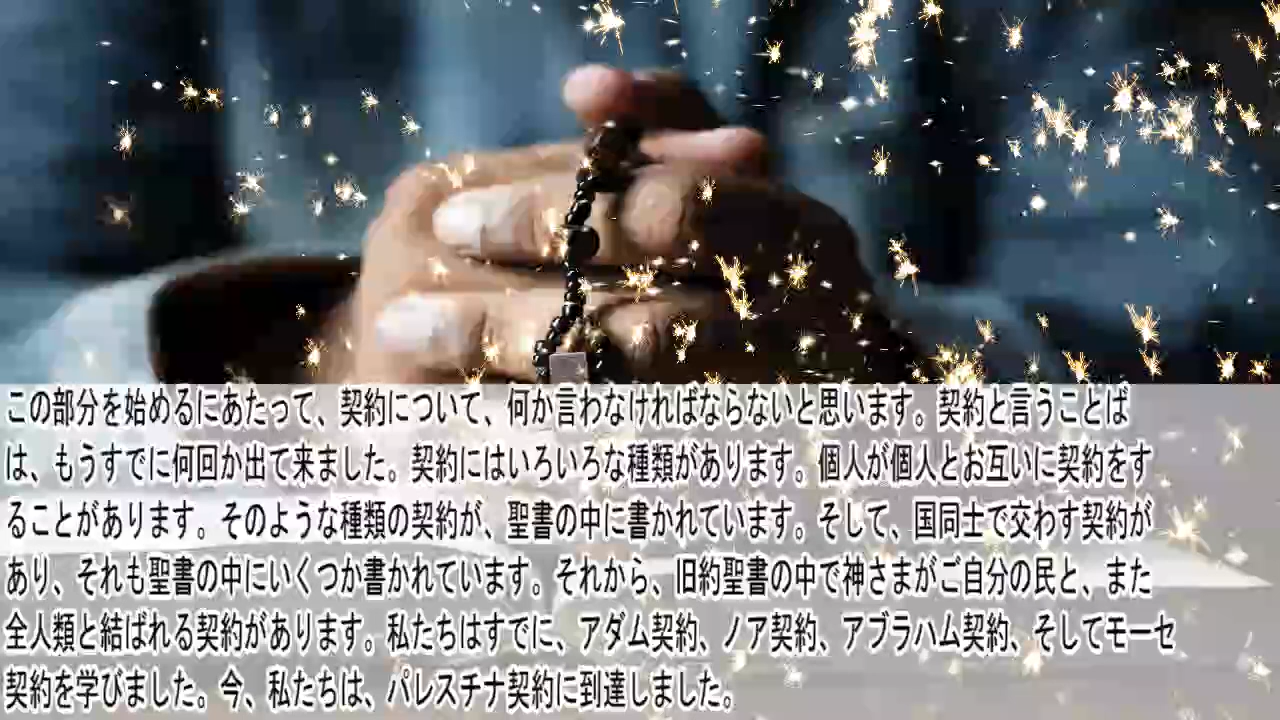 この部分を始めるにあたって、契約について、何か言わなければならないと思います。契約と言うことば
は、もうすでに何回か出て来ました。契約にはいろいろな種類があります。個人が個人とお互いに契約をす
ることがあります。そのような種類の契約が、聖書の中に書かれています。そして、国同士で交わす契約が
あり、それも聖書の中にいくつか書かれています。それから、旧約聖書の中で神さまがご自分の民と、また
全人類と結ばれる契約があります。私たちはすでに、アダム契約、ノア契約、アブラハム契約、そしてモーセ
契約を学びました。今、私たちは、パレスチナ契約に到達しました。